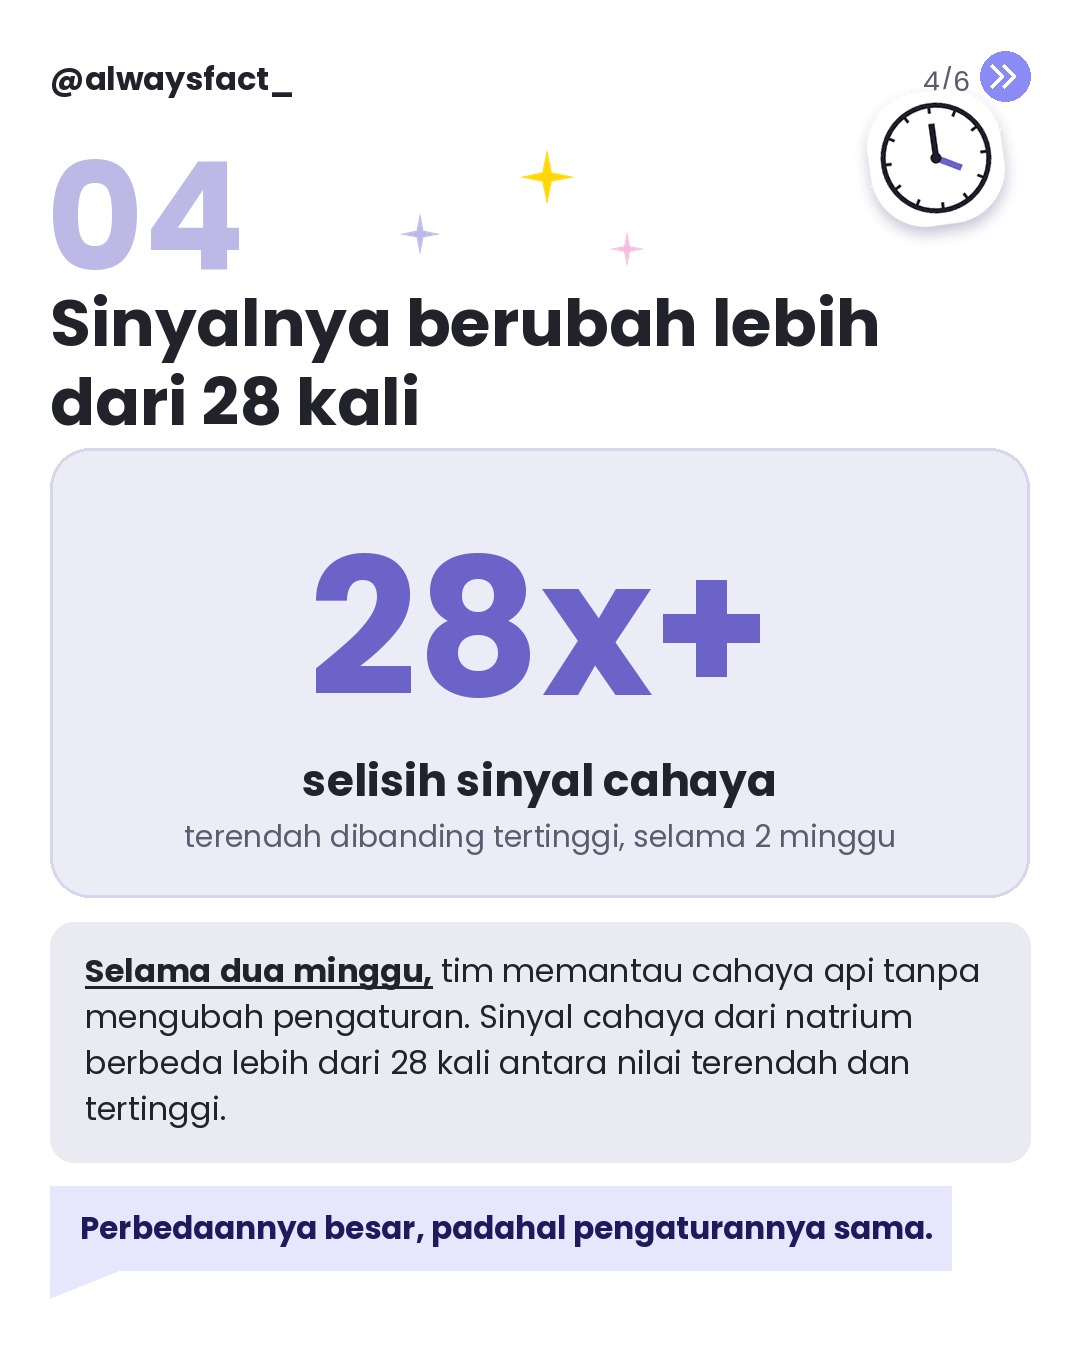 @alwaysfact_
4/6
04
Sinyalnya berubah lebih
dari 28 kali
28x+
selisih sinyal cahaya
terendah dibanding tertinggi, selama 2 minggu
Selama dua minggu, tim memantau cahaya api tanpa
mengubah pengaturan. Sinyal cahaya dari natrium
berbeda lebih dari 28 kali antara nilai terendah dan
tertinggi.
Perbedaannya besar, padahal pengaturannya sama.